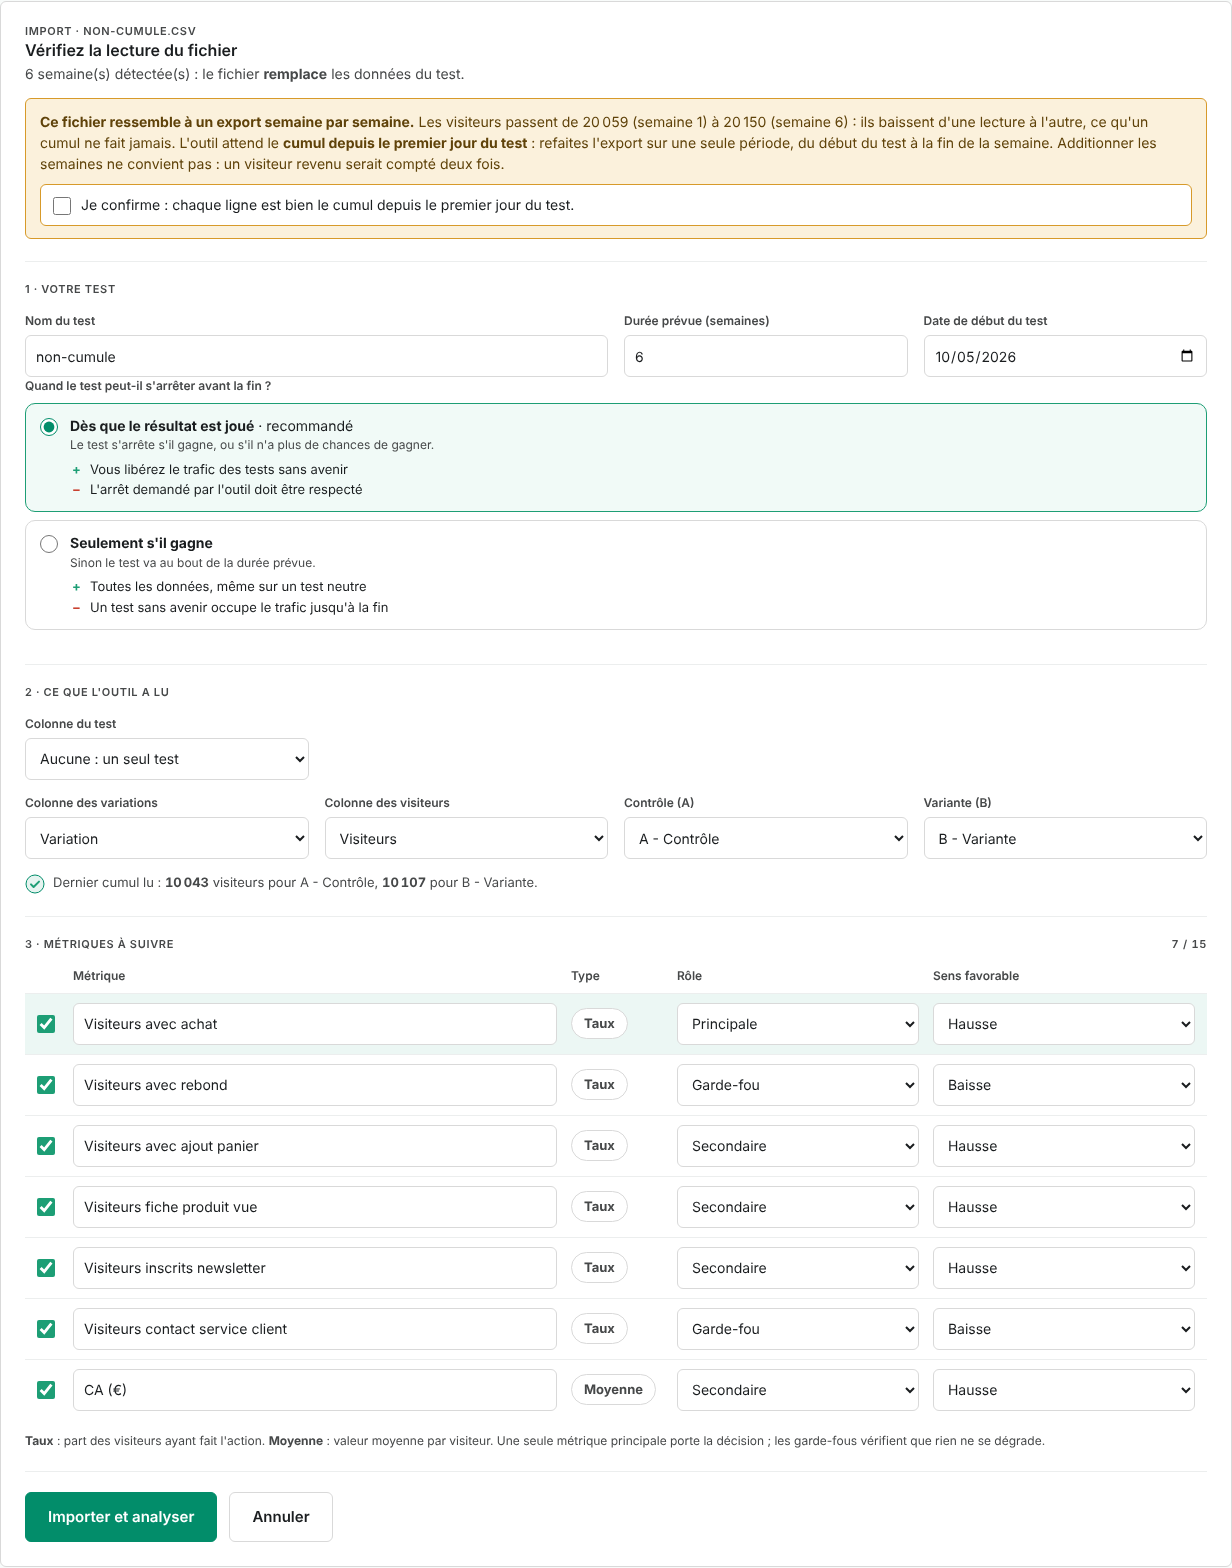 IMPORT · NON-CUMULE.CSV
Vérifiez la lecture du fichier
6 semaine(s) détectée(s) : le fichier remplace les données du test.
Ce fichier ressemble à un export semaine par semaine. Les visiteurs passent de 20 059 (semaine 1) à 20 150 (semaine 6) : ils baissent d'une lecture à l'autre, ce qu'un
cumul ne fait jamais. L'outil attend le cumul depuis le premier jour du test : refaites l'export sur une seule période, du début du test à la fin de la semaine. Additionner les
semaines ne convient pas : un visiteur revenu serait compté deux fois.
Je confirme : chaque ligne est bien le cumul depuis le premier jour du test.
1 · VOTRE TEST
Nom du test Durée prévue (semaines) Date de début du test
non-cumule 6 10/05/2026
Quand le test peut-il s'arrêter avant la fin ?
Dès que le résultat est joué · recommandé
Le test s'arrête s'il gagne, ou s'il n'a plus de chances de gagner.
+ Vous libérez le trafic des tests sans avenir
− L'arrêt demandé par l'outil doit être respecté
Seulement s'il gagne
Sinon le test va au bout de la durée prévue.
+ Toutes les données, même sur un test neutre
− Un test sans avenir occupe le trafic jusqu'à la fin
2 · CE QUE L'OUTIL A LU
Colonne du test
Aucune : un seul test
Colonne des variations Colonne des visiteurs Contrôle (A) Variante (B)
Variation Visiteurs A - Contrôle B - Variante
Dernier cumul lu : 10 043 visiteurs pour A - Contrôle, 10 107 pour B - Variante.
3 · MÉTRIQUES À SUIVRE 7 / 15
Métrique Type Rôle Sens favorable
Visiteurs avec achat Taux Principale Hausse
Visiteurs avec rebond Taux Garde-fou Baisse
Visiteurs avec ajout panier Taux Secondaire Hausse
Visiteurs fiche produit vue Taux Secondaire Hausse
Visiteurs inscrits newsletter Taux Secondaire Hausse
Visiteurs contact service client Taux Garde-fou Baisse
CA (€) Moyenne Secondaire Hausse
Taux : part des visiteurs ayant fait l'action. Moyenne : valeur moyenne par visiteur. Une seule métrique principale porte la décision ; les garde-fous vérifient que rien ne se dégrade.
Importer et analyser Annuler